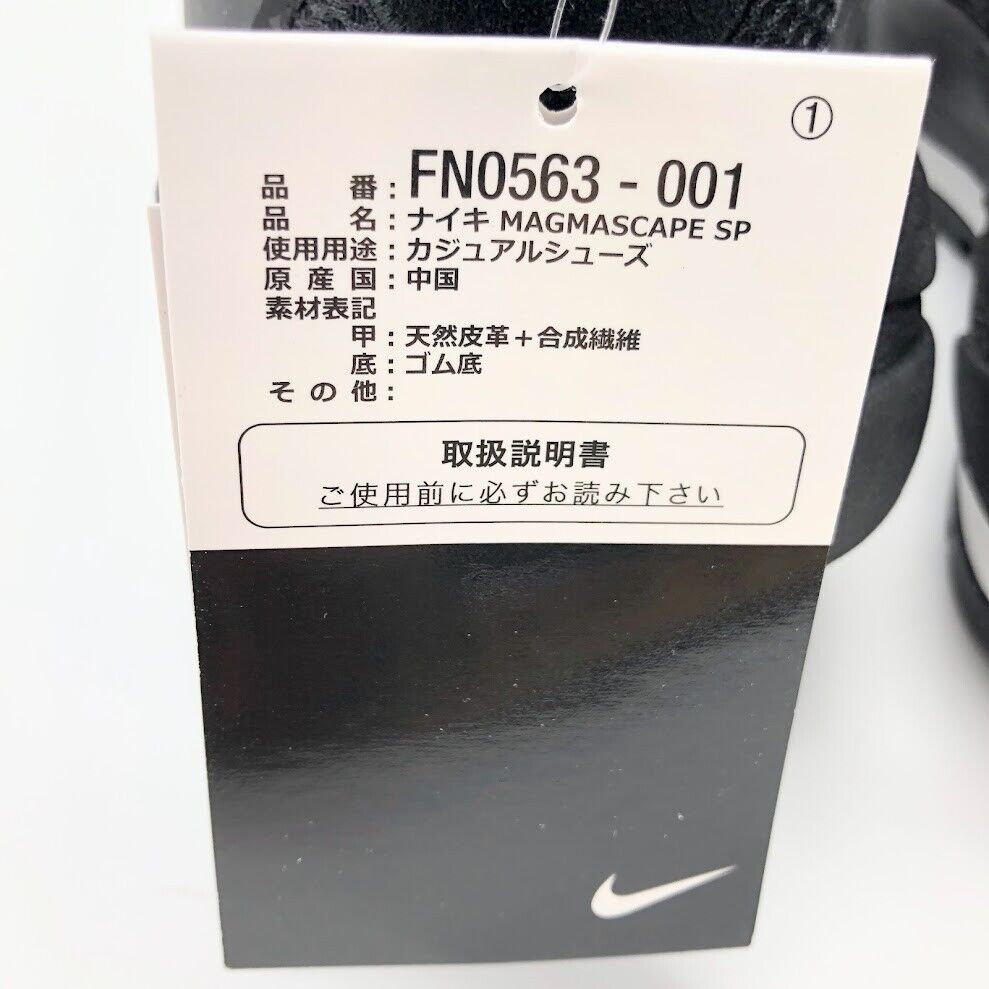 ①
品番:FN0563-001
品名:ナイキ MAGMASCAPE SP
使用用途:カジュアルシューズ
原産国:中国
素材表記
甲:天然皮革+合成繊維
底:ゴム底
その他:
取扱説明書
ご使用前に必ずお読み下さい